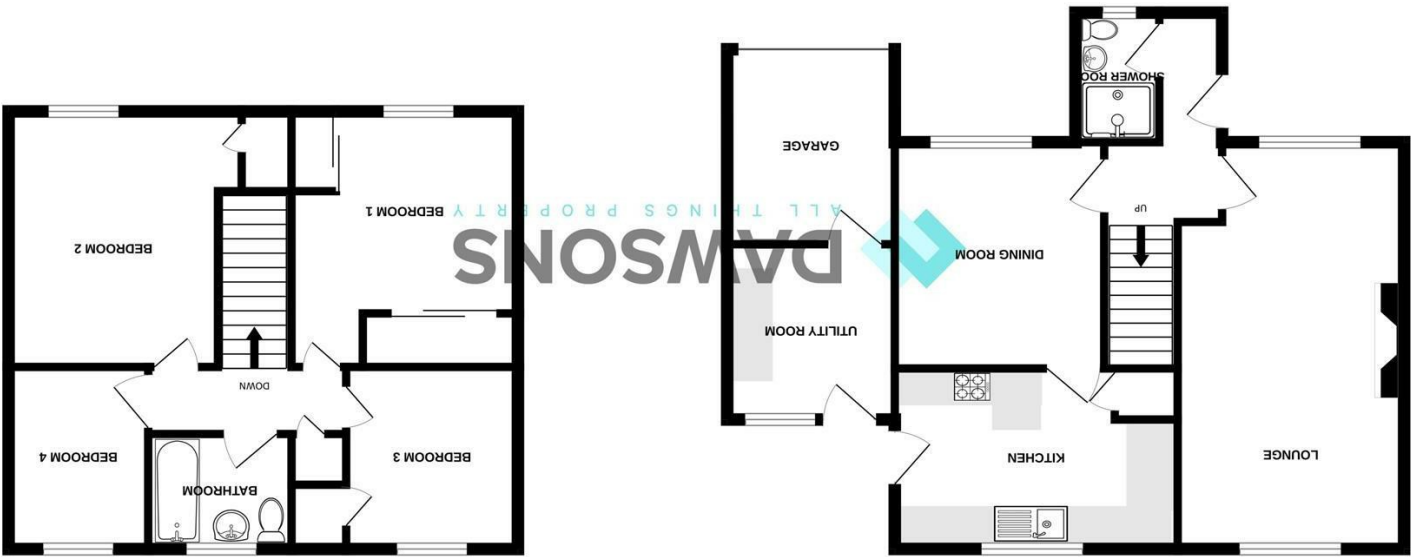 LOUNGE
KITCHEN
UTILITY ROOM
DINING ROOM
UP
GARAGE
SHOWER ROO
BATHROOM
BEDROOM 3
BEDROOM 4
DOWN
BEDROOM 2
BEDROOM 1
DAWSONS
ALL THINGS PROPERTY